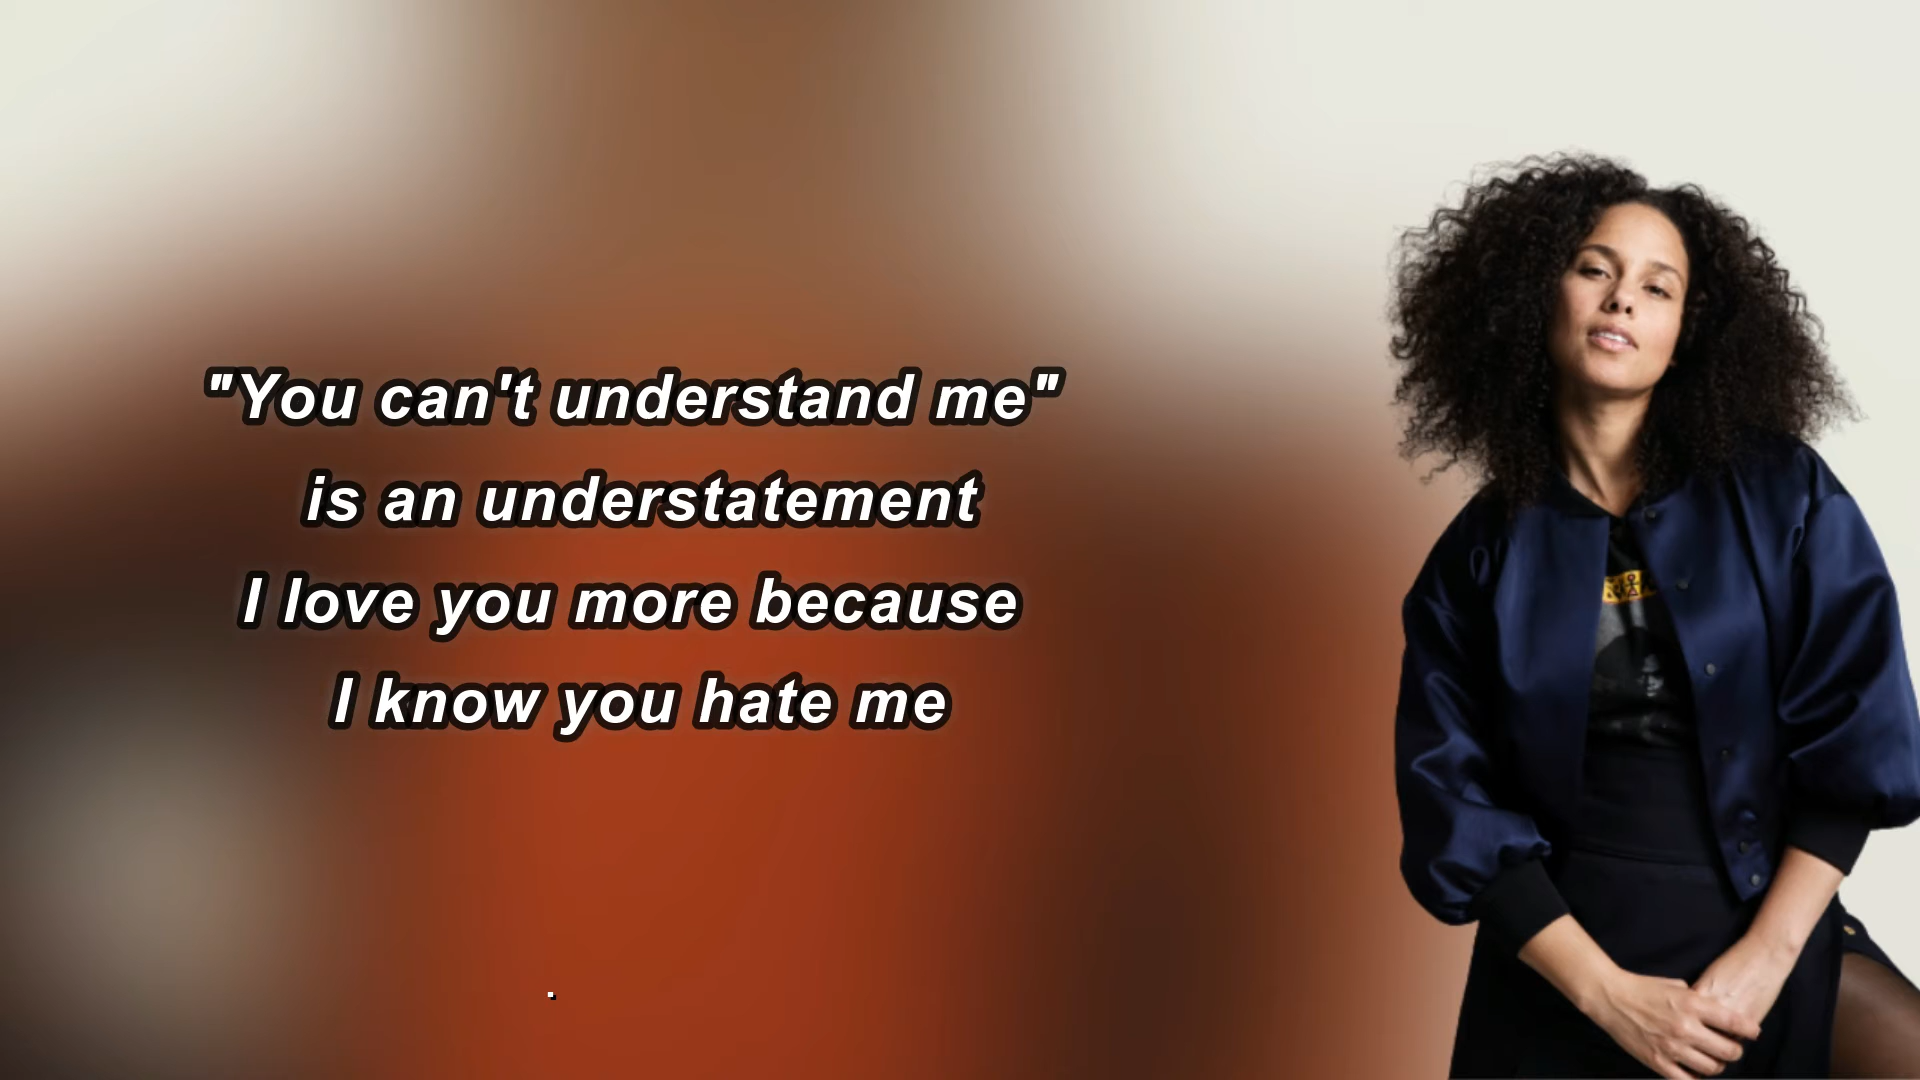 "You can't understand me"
is an understatement
I love you more because
I know you hate me
.